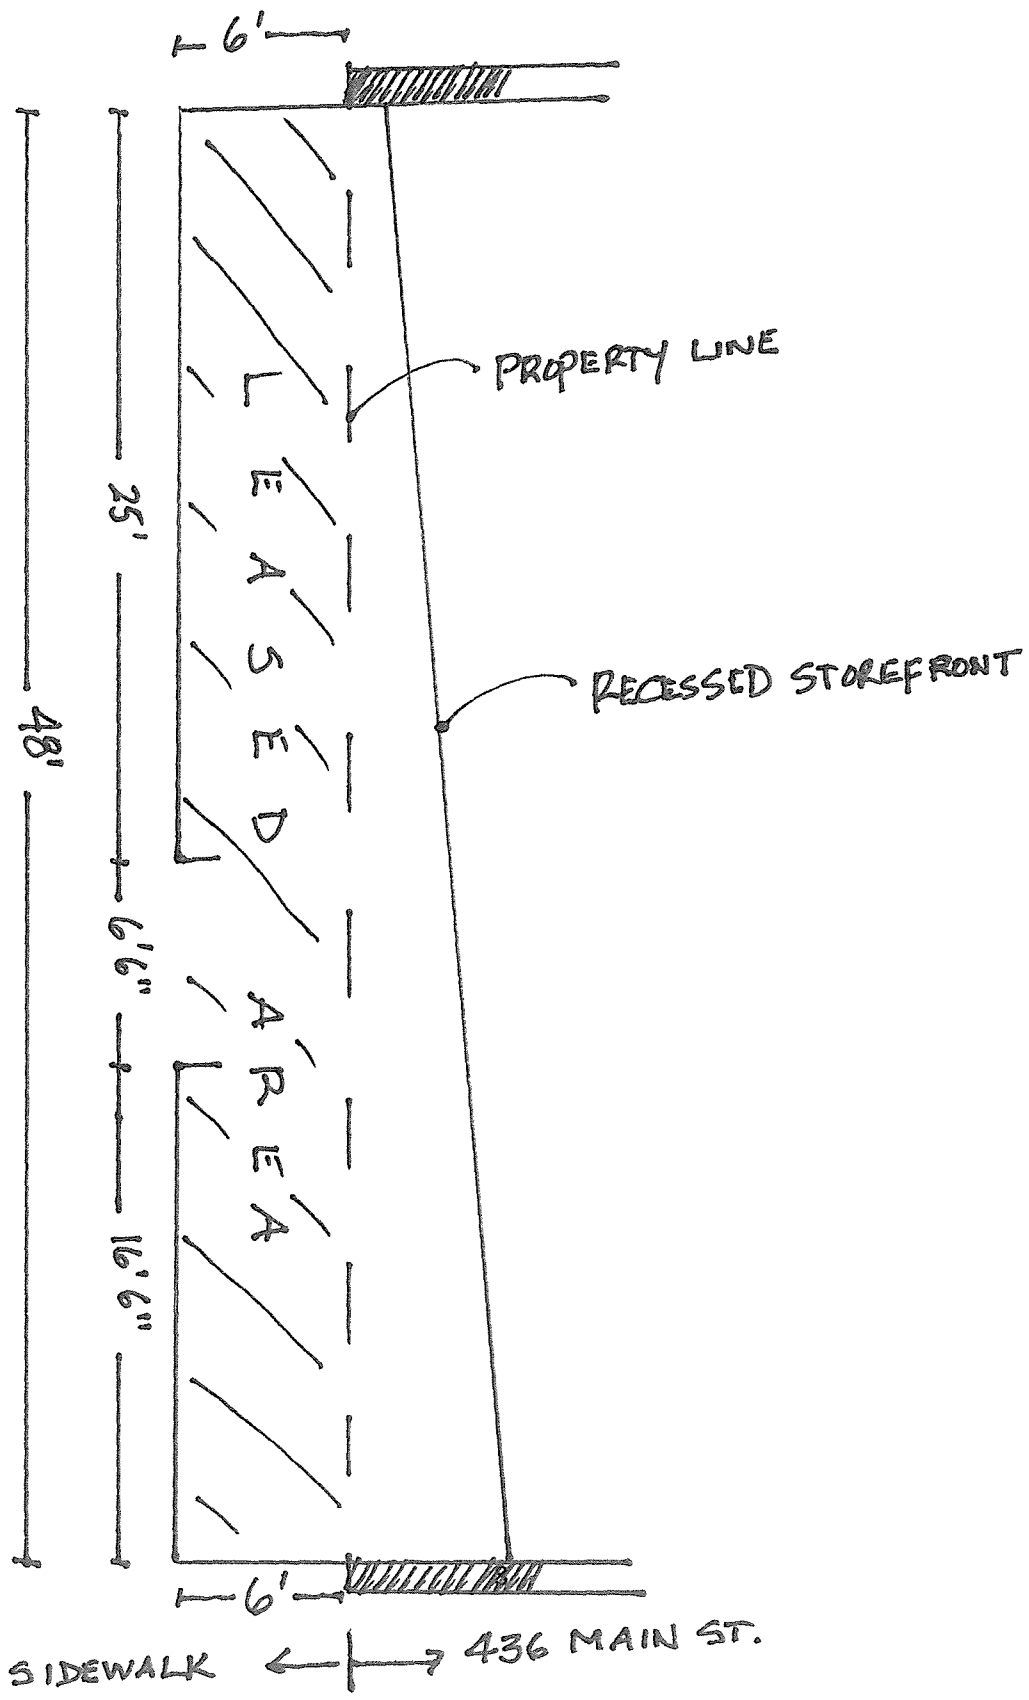 6'
PROPERTY LINE
RECESSED STOREFRONT
LEASED AREA
25'
48'
6'6"
16'6"
6'
SIDEWALK
436 MAIN ST.